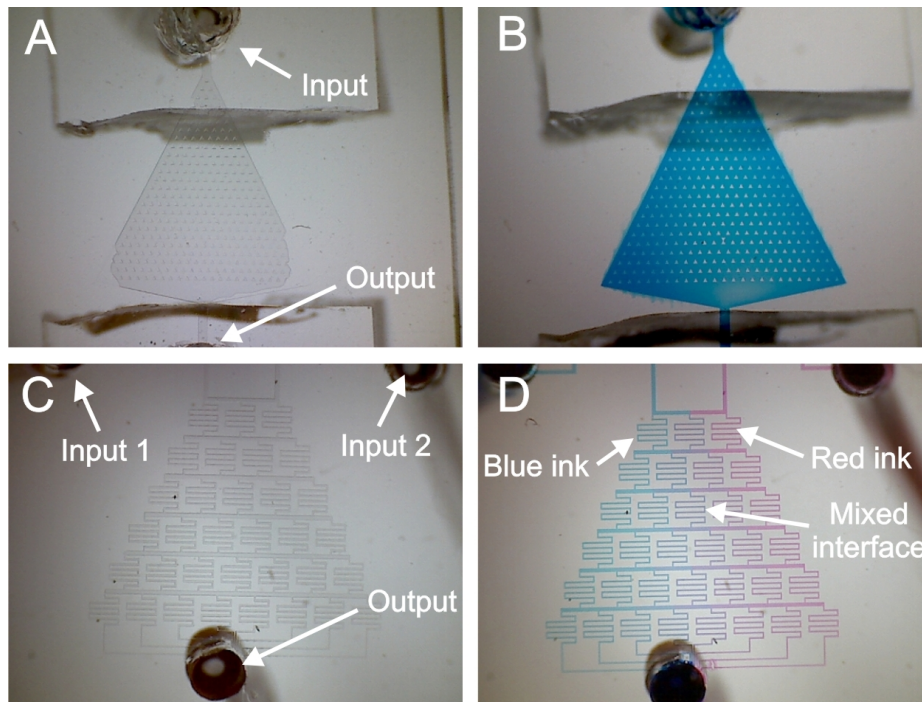 A
Input
Output
B
C
Input 1
Input 2
Output
D
Blue ink
Red ink
Mixed
interface